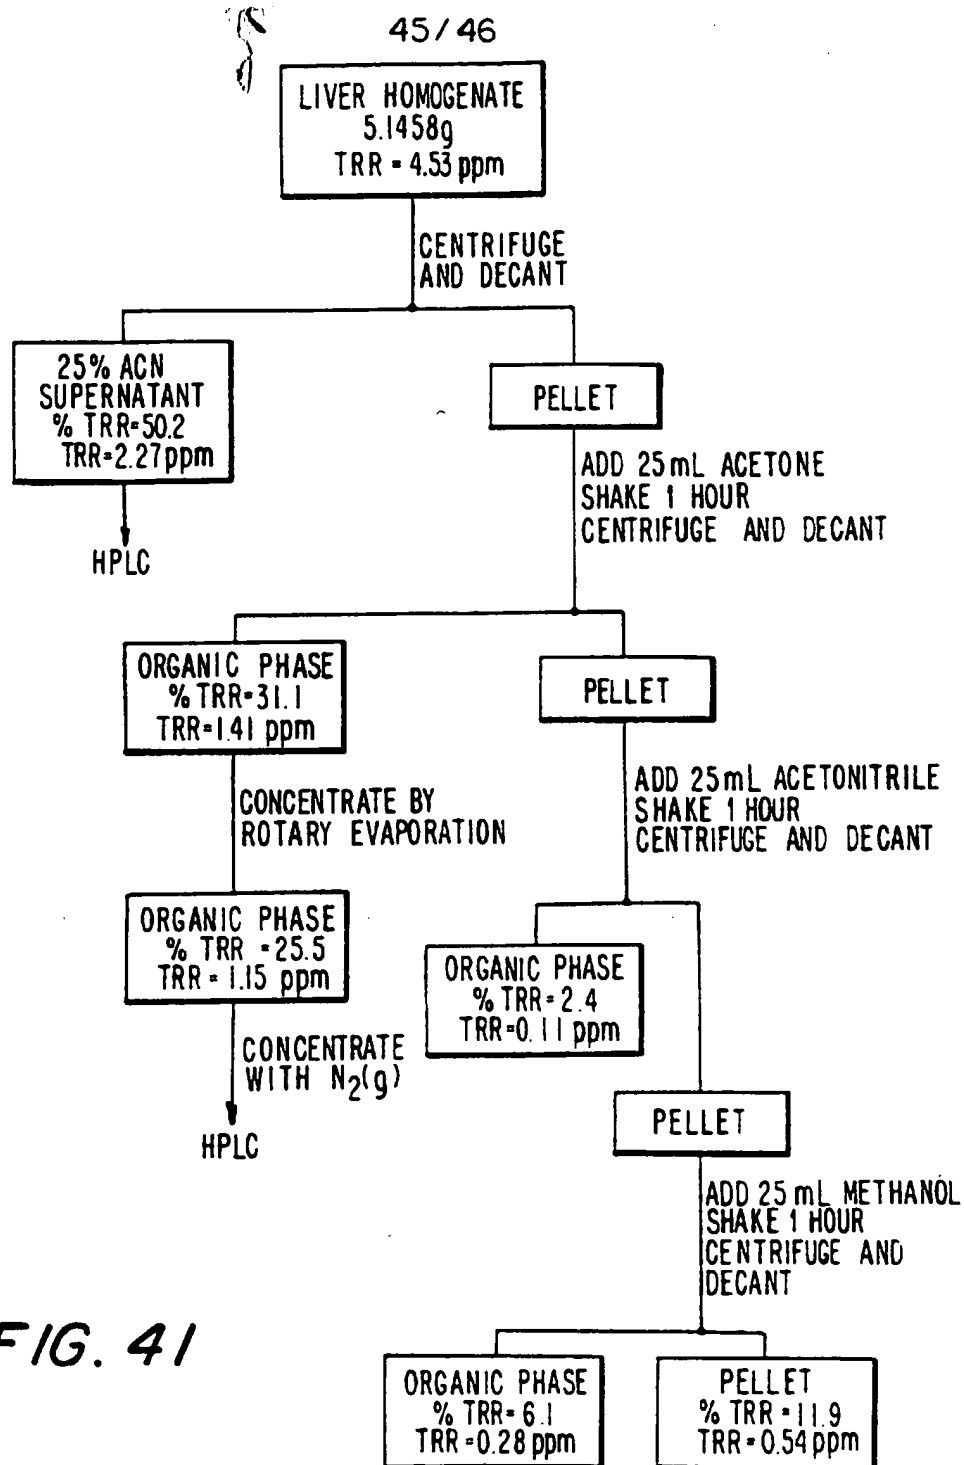 45/46
LIVER HOMOGENATE
5.1458g
TRR = 4.53 ppm
CENTRIFUGE
AND DECANT
25% ACN
SUPERNATANT
% TRR=50.2
TRR=2.27ppm
HPLC
PELLET
ADD 25mL ACETONE
SHAKE 1 HOUR
CENTRIFUGE AND DECANT
ORGANIC PHASE
% TRR=31.1
TRR=1.41 ppm
PELLET
CONCENTRATE BY
ROTARY EVAPORATION
ADD 25mL ACETONITRILE
SHAKE 1 HOUR
CENTRIFUGE AND DECANT
ORGANIC PHASE
% TRR =25.5
TRR = 1.15 ppm
ORGANIC PHASE
% TRR=2.4
TRR=0.11 ppm
CONCENTRATE
WITH N2(g)
HPLC
PELLET
ADD 25mL METHANOL
SHAKE 1 HOUR
CENTRIFUGE AND
DECANT
FIG. 41
ORGANIC PHASE
% TRR=6.1
TRR=0.28 ppm
PELLET
% TRR=11.9
TRR=0.54ppm